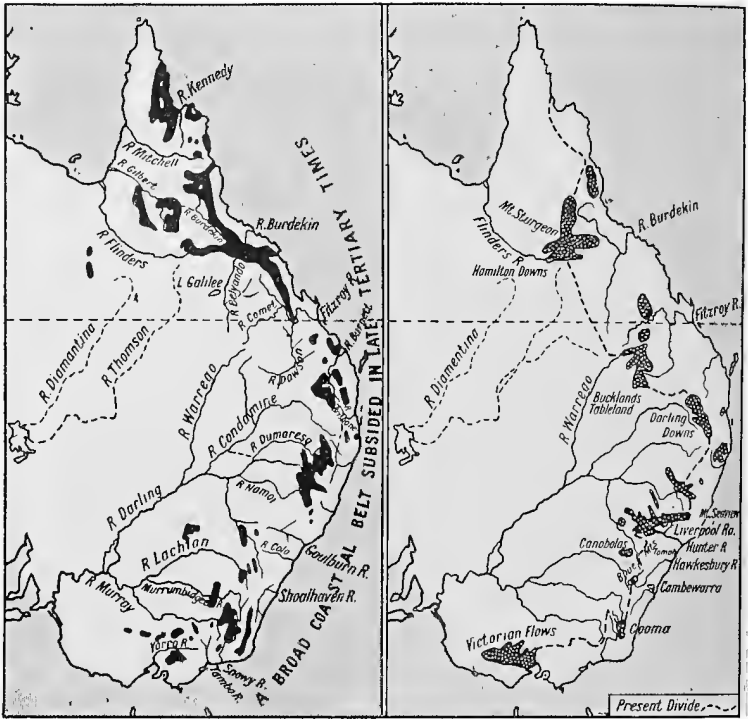 R. Kennedy
R Mitchell
R. Gilbert
G.
R. Burdekin
R. Burdekin
R Flinders
L Galilee
R Belyando
R. Comet
Fitzroy R.
R. Burnett
R. Diamantina
R. Thomson
R. Dawson
R Warrego
R Condamine
R Dumaresq
R Namoi
R Darling
R Lachlan
R. Colo
Goulburn R.
Shoalhaven R.
R Murray
Murrumbidgee R
Yarra R.
Snowy R.
Tambo R.
A BROAD COASTAL BELT SUBSIDED IN LATE TERTIARY TIMES
G.
Mt. Sturgeon
R. Burdekin
Flinders R.
Hamilton Downs
Fitzroy R.
R. Diamentina
R Warrego
Bucklands
Tableland
Darling
Downs
Liverpool Ra.
Canobolas
Hunter R
Hawkesbury R
Cambewarra
Cooma
Victorian Flows
Present Divide